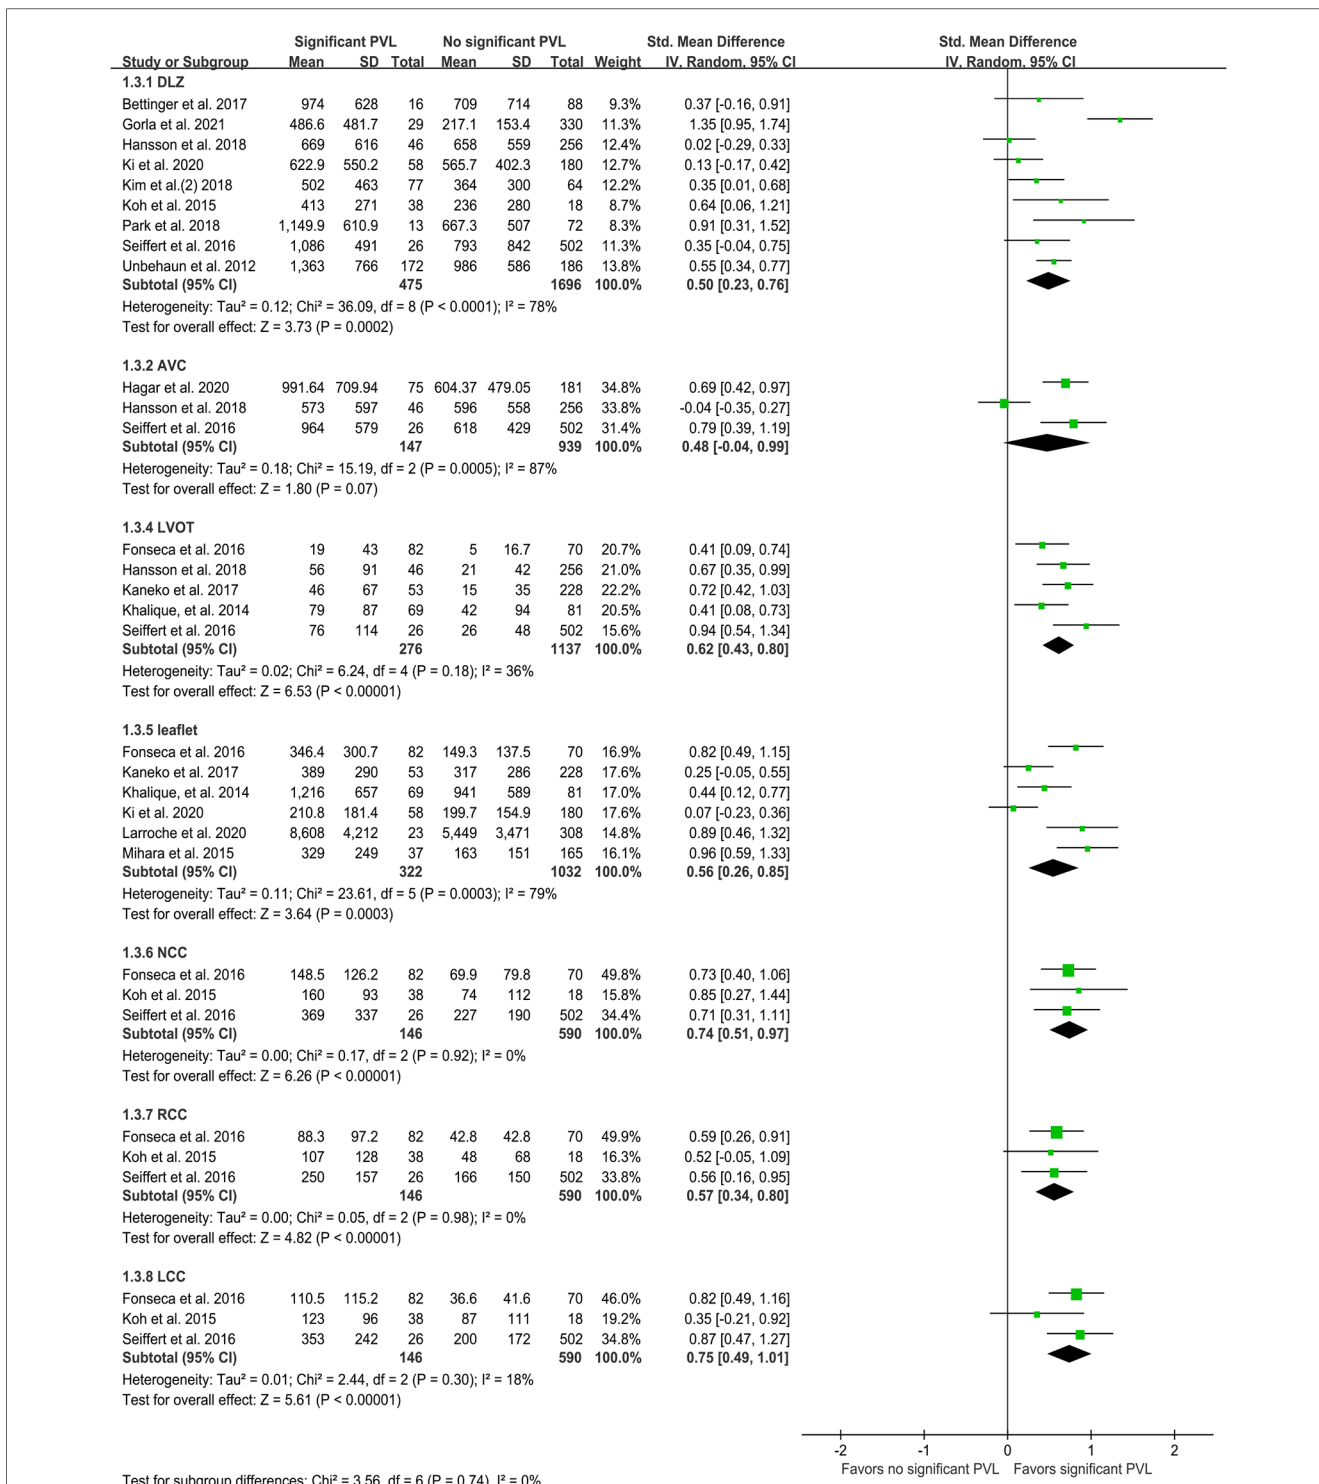 Significant PVL No significant PVL Std. Mean Difference Std. Mean Difference
Study or Subgroup Mean SD Total Mean SD Total Weight IV, Random, 95% CI IV, Random, 95% CI
1.3.1 DLZ
Bettinger et al. 2017 974 628 16 709 714 88 9.3% 0.37 [-0.16, 0.91]
Gorla et al. 2021 486.6 481.7 29 217.1 153.4 330 11.3% 1.35 [0.95, 1.74]
Hansson et al. 2018 669 616 46 658 559 256 12.4% 0.02 [-0.29, 0.33]
Ki et al. 2020 622.9 550.2 58 565.7 402.3 180 12.7% 0.13 [-0.17, 0.42]
Kim et al.(2) 2018 502 463 77 364 300 64 12.2% 0.35 [0.01, 0.68]
Koh et al. 2015 413 271 38 236 280 18 8.7% 0.64 [0.06, 1.21]
Park et al. 2018 1,149.9 610.9 13 667.3 507 72 8.3% 0.91 [0.31, 1.52]
Seiffert et al. 2016 1,086 491 26 793 842 502 11.3% 0.35 [-0.04, 0.75]
Unbehaun et al. 2012 1,363 766 172 986 586 186 13.8% 0.55 [0.34, 0.77]
Subtotal (95% CI) 475 1696 100.0% 0.50 [0.23, 0.76]
Heterogeneity: Tau² = 0.12; Chi² = 36.09, df = 8 (P < 0.0001); I² = 78%
Test for overall effect: Z = 3.73 (P = 0.0002)
1.3.2 AVC
Hagar et al. 2020 991.64 709.94 75 604.37 479.05 181 34.8% 0.69 [0.42, 0.97]
Hansson et al. 2018 573 597 46 596 558 256 33.8% -0.04 [-0.35, 0.27]
Seiffert et al. 2016 964 579 26 618 429 502 31.4% 0.79 [0.39, 1.19]
Subtotal (95% CI) 147 939 100.0% 0.48 [-0.04, 0.99]
Heterogeneity: Tau² = 0.18; Chi² = 15.19, df = 2 (P = 0.0005); I² = 87%
Test for overall effect: Z = 1.80 (P = 0.07)
1.3.4 LVOT
Fonseca et al. 2016 19 43 82 5 16.7 70 20.7% 0.41 [0.09, 0.74]
Hansson et al. 2018 56 91 46 21 42 256 21.0% 0.67 [0.35, 0.99]
Kaneko et al. 2017 46 67 53 15 35 228 22.2% 0.72 [0.42, 1.03]
Khalique, et al. 2014 79 87 69 42 94 81 20.5% 0.41 [0.08, 0.73]
Seiffert et al. 2016 76 114 26 26 48 502 15.6% 0.94 [0.54, 1.34]
Subtotal (95% CI) 276 1137 100.0% 0.62 [0.43, 0.80]
Heterogeneity: Tau² = 0.02; Chi² = 6.24, df = 4 (P = 0.18); I² = 36%
Test for overall effect: Z = 6.53 (P < 0.00001)
1.3.5 leaflet
Fonseca et al. 2016 346.4 300.7 82 149.3 137.5 70 16.9% 0.82 [0.49, 1.15]
Kaneko et al. 2017 389 290 53 317 286 228 17.6% 0.25 [-0.05, 0.55]
Khalique, et al. 2014 1,216 657 69 941 589 81 17.0% 0.44 [0.12, 0.77]
Ki et al. 2020 210.8 181.4 58 199.7 154.9 180 17.6% 0.07 [-0.23, 0.36]
Larroche et al. 2020 8,608 4,212 23 5,449 3,471 308 14.8% 0.89 [0.46, 1.32]
Mihara et al. 2015 329 249 37 163 151 165 16.1% 0.96 [0.59, 1.33]
Subtotal (95% CI) 322 1032 100.0% 0.56 [0.26, 0.85]
Heterogeneity: Tau² = 0.11; Chi² = 23.61, df = 5 (P = 0.0003); I² = 79%
Test for overall effect: Z = 3.64 (P = 0.0003)
1.3.6 NCC
Fonseca et al. 2016 148.5 126.2 82 69.9 79.8 70 49.8% 0.73 [0.40, 1.06]
Koh et al. 2015 160 93 38 74 112 18 15.8% 0.85 [0.27, 1.44]
Seiffert et al. 2016 369 337 26 227 190 502 34.4% 0.71 [0.31, 1.11]
Subtotal (95% CI) 146 590 100.0% 0.74 [0.51, 0.97]
Heterogeneity: Tau² = 0.00; Chi² = 0.17, df = 2 (P = 0.92); I² = 0%
Test for overall effect: Z = 6.26 (P < 0.00001)
1.3.7 RCC
Fonseca et al. 2016 88.3 97.2 82 42.8 42.8 70 49.9% 0.59 [0.26, 0.91]
Koh et al. 2015 107 128 38 48 68 18 16.3% 0.52 [-0.05, 1.09]
Seiffert et al. 2016 250 157 26 166 150 502 33.8% 0.56 [0.16, 0.95]
Subtotal (95% CI) 146 590 100.0% 0.57 [0.34, 0.80]
Heterogeneity: Tau² = 0.00; Chi² = 0.05, df = 2 (P = 0.98); I² = 0%
Test for overall effect: Z = 4.82 (P < 0.00001)
1.3.8 LCC
Fonseca et al. 2016 110.5 115.2 82 36.6 41.6 70 46.0% 0.82 [0.49, 1.16]
Koh et al. 2015 123 96 38 87 111 18 19.2% 0.35 [-0.21, 0.92]
Seiffert et al. 2016 353 242 26 200 172 502 34.8% 0.87 [0.47, 1.27]
Subtotal (95% CI) 146 590 100.0% 0.75 [0.49, 1.01]
Heterogeneity: Tau² = 0.01; Chi² = 2.44, df = 2 (P = 0.30); I² = 18%
Test for overall effect: Z = 5.61 (P < 0.00001)
-2 -1 0 1 2
Favors no significant PVL Favors significant PVL
Test for subgroup differences: Chi² = 3.56, df = 6 (P = 0.74), I² = 0%